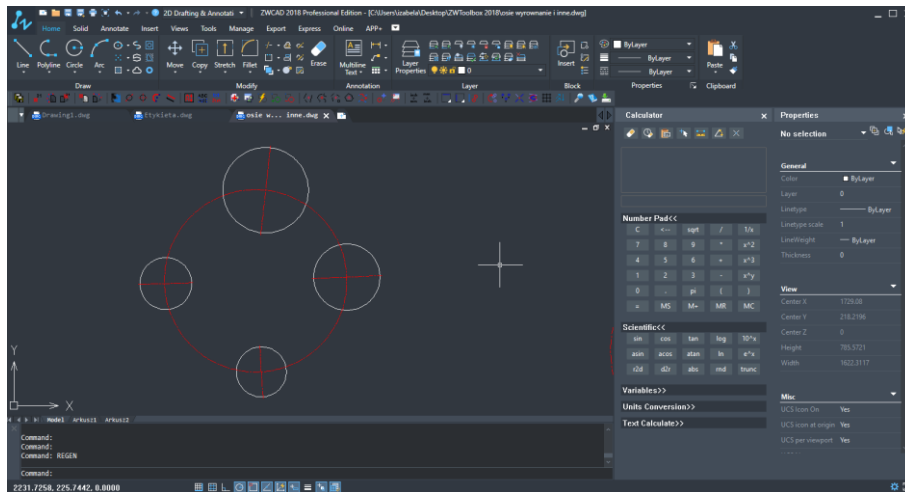 2D Drafting & Annotati
ZWCAD 2018 Professional Edition - [C:\Users\izabela\Desktop\ZWToolbox 2018\osie wyrownanie i inne.dwg]
Home Solid Annotate Insert Views Tools Manage Export Express Online APP+
Line Polyline Circle Arc
Move Copy Stretch Fillet Erase
Multiline Text
Layer Properties
0
Insert
ByLayer
ByLayer
ByLayer
Paste
Draw Modify Annotation Layer Block Properties Clipboard
Drawing1.dwg Etykieta.dwg osie w... inne.dwg
Y
X
Model Arkusz1 Arkusz2
Command:
Command:
Command: REGEN
Command:
2231.7258, 225.7442, 0.0000
Calculator
Number Pad<<
C <-- sqrt / 1/x
7 8 9 * x^2
4 5 6 + x^3
1 2 3 - x^y
0 . pi ( )
= MS M+ MR MC
Scientific<<
sin cos tan log 10^x
asin acos atan ln e^x
r2d d2r abs rnd trunc
Variables>>
Units Conversion>>
Text Calculate>>
Properties
No selection
General
Color ByLayer
Layer 0
Linetype ByLayer
Linetype scale 1
LineWeight ByLayer
Thickness 0
View
Center X 1729.08
Center Y 218.2196
Center Z 0
Height 765.5721
Width 1622.3117
Misc
UCS icon On Yes
UCS icon at origin Yes
UCS per viewport Yes